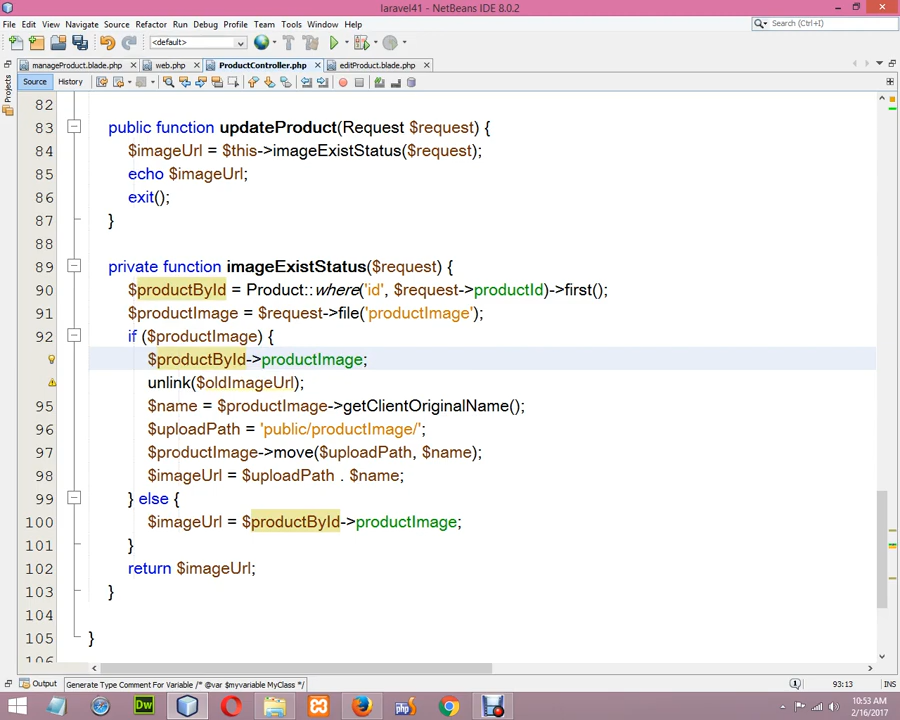 laravel41 - NetBeans IDE 8.0.2
File Edit View Navigate Source Refactor Run Debug Profile Team Tools Window Help
<default>
Search (Ctrl+I)
manageProduct.blade.php web.php ProductController.php editProduct.blade.php
Source History
Projects
82
83 public function updateProduct(Request $request) {
84 $imageUrl = $this->imageExistStatus($request);
85 echo $imageUrl;
86 exit();
87 }
88
89 private function imageExistStatus($request) {
90 $productById = Product::where('id', $request->productId)->first();
91 $productImage = $request->file('productImage');
92 if ($productImage) {
$productById->productImage;
unlink($oldImageUrl);
95 $name = $productImage->getClientOriginalName();
96 $uploadPath = 'public/productImage/';
97 $productImage->move($uploadPath, $name);
98 $imageUrl = $uploadPath . $name;
99 } else {
100 $imageUrl = $productById->productImage;
101 }
102 return $imageUrl;
103 }
104
105 }
106
Output Generate Type Comment For Variable /* @var $myvariable MyClass */ 93:13 INS
Dw php
10:53 AM
2/16/2017